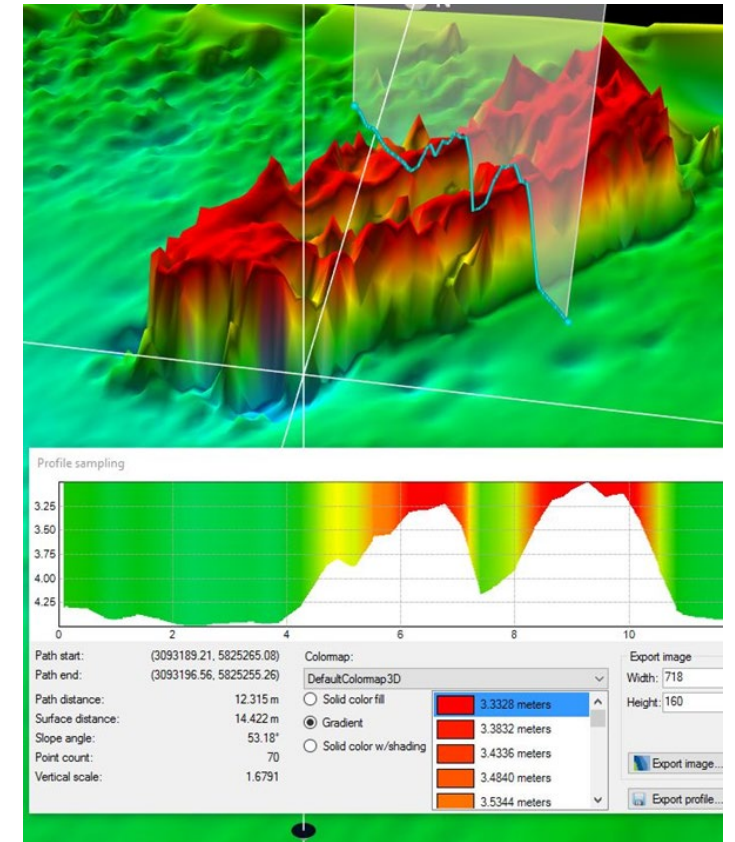 N
Profile sampling
3.25
3.50
3.75
4.00
4.25
0 2 4 6 8 10
Path start: (3093189.21, 5825265.08)
Path end: (3093196.56, 5825255.26)
Path distance: 12.315 m
Surface distance: 14.422 m
Slope angle: 53.18°
Point count: 70
Vertical scale: 1.6791
Colormap:
DefaultColormap3D
Solid color fill
Gradient
Solid color w/shading
3.3328 meters
3.3832 meters
3.4336 meters
3.4840 meters
3.5344 meters
Export image
Width: 718
Height: 160
Export image...
Export profile...